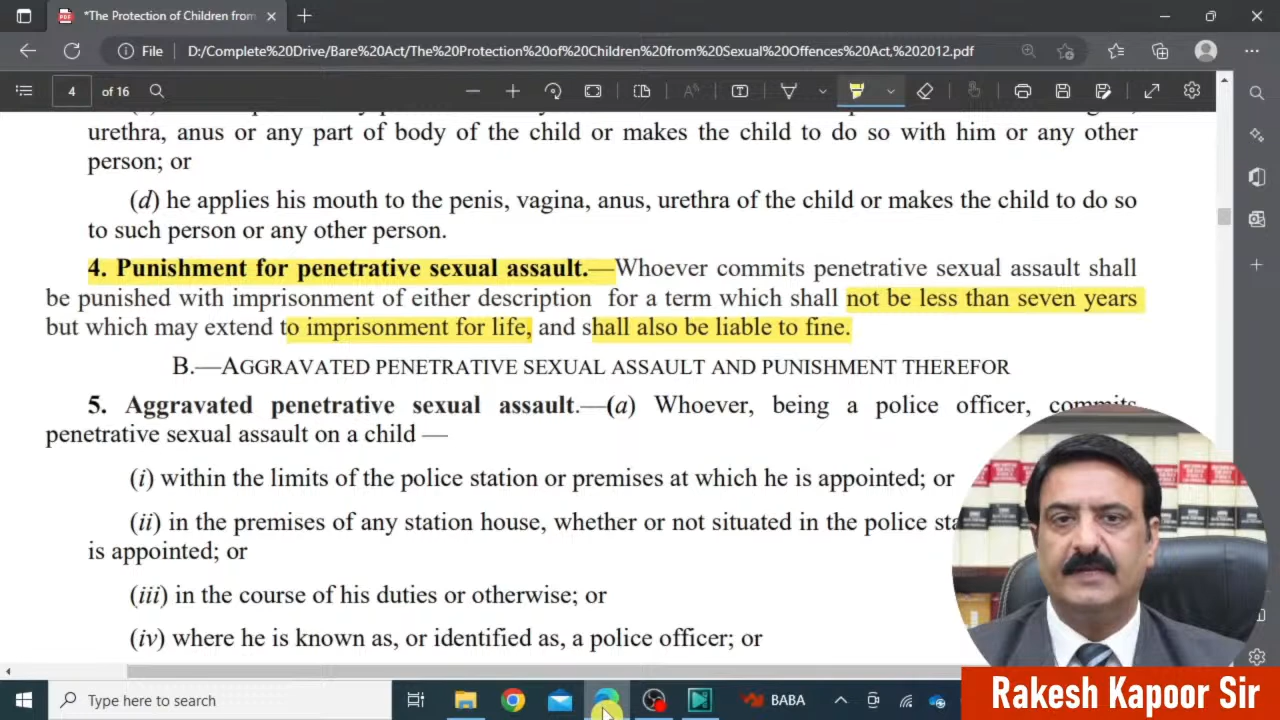 *The Protection of Children from
File
D:/Complete%20Drive/Bare%20Act/The%20Protection%20of%20Children%20from%20Sexual%20Offences%20Act,%202012.pdf
4 of 16
urethra, anus or any part of body of the child or makes the child to do so with him or any other
person; or
(d) he applies his mouth to the penis, vagina, anus, urethra of the child or makes the child to do so
to such person or any other person.
4. Punishment for penetrative sexual assault.—Whoever commits penetrative sexual assault shall
be punished with imprisonment of either description for a term which shall not be less than seven years
but which may extend to imprisonment for life, and shall also be liable to fine.
B.—AGGRAVATED PENETRATIVE SEXUAL ASSAULT AND PUNISHMENT THEREFOR
5. Aggravated penetrative sexual assault.—(a) Whoever, being a police officer, commits
penetrative sexual assault on a child —
(i) within the limits of the police station or premises at which he is appointed; or
(ii) in the premises of any station house, whether or not situated in the police
is appointed; or
(iii) in the course of his duties or otherwise; or
(iv) where he is known as, or identified as, a police officer; or
Type here to search
BABA
Rakesh Kapoor Sir